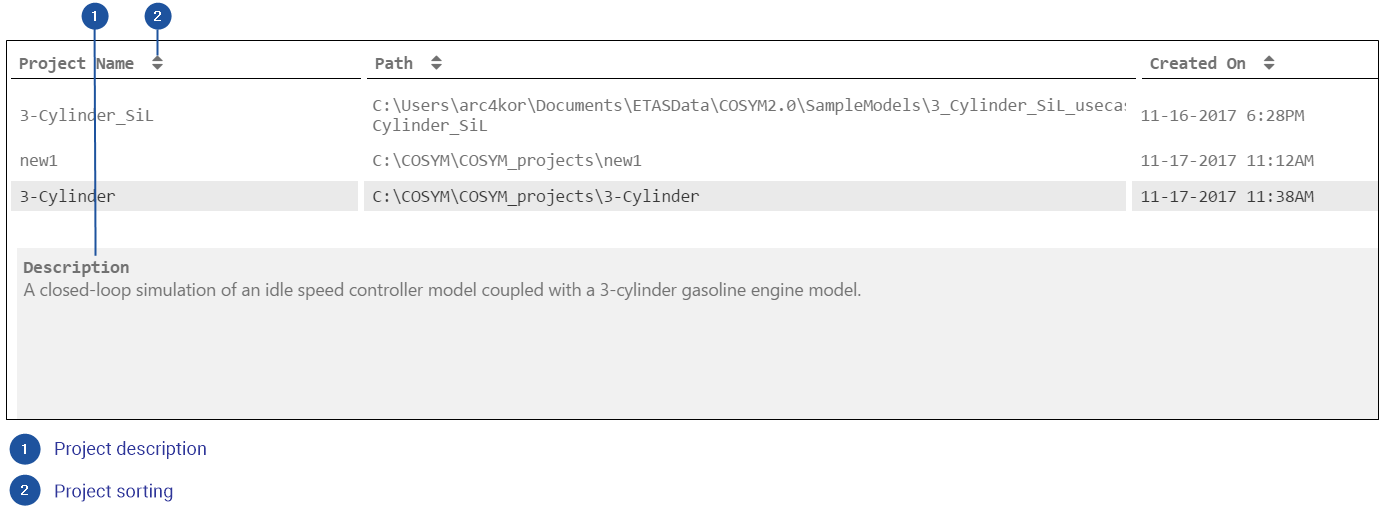 1 2
Project Name Path Created On
3-Cylinder_SiL C:\Users\arc4kor\Documents\ETASData\COSYM2.0\SampleModels\3_Cylinder_SiL_usecas 11-16-2017 6:28PM
Cylinder_SiL
new1 C:\COSYM\COSYM_projects\new1 11-17-2017 11:12AM
3-Cylinder C:\COSYM\COSYM_projects\3-Cylinder 11-17-2017 11:38AM
Description
A closed-loop simulation of an idle speed controller model coupled with a 3-cylinder gasoline engine model.
1 Project description
2 Project sorting